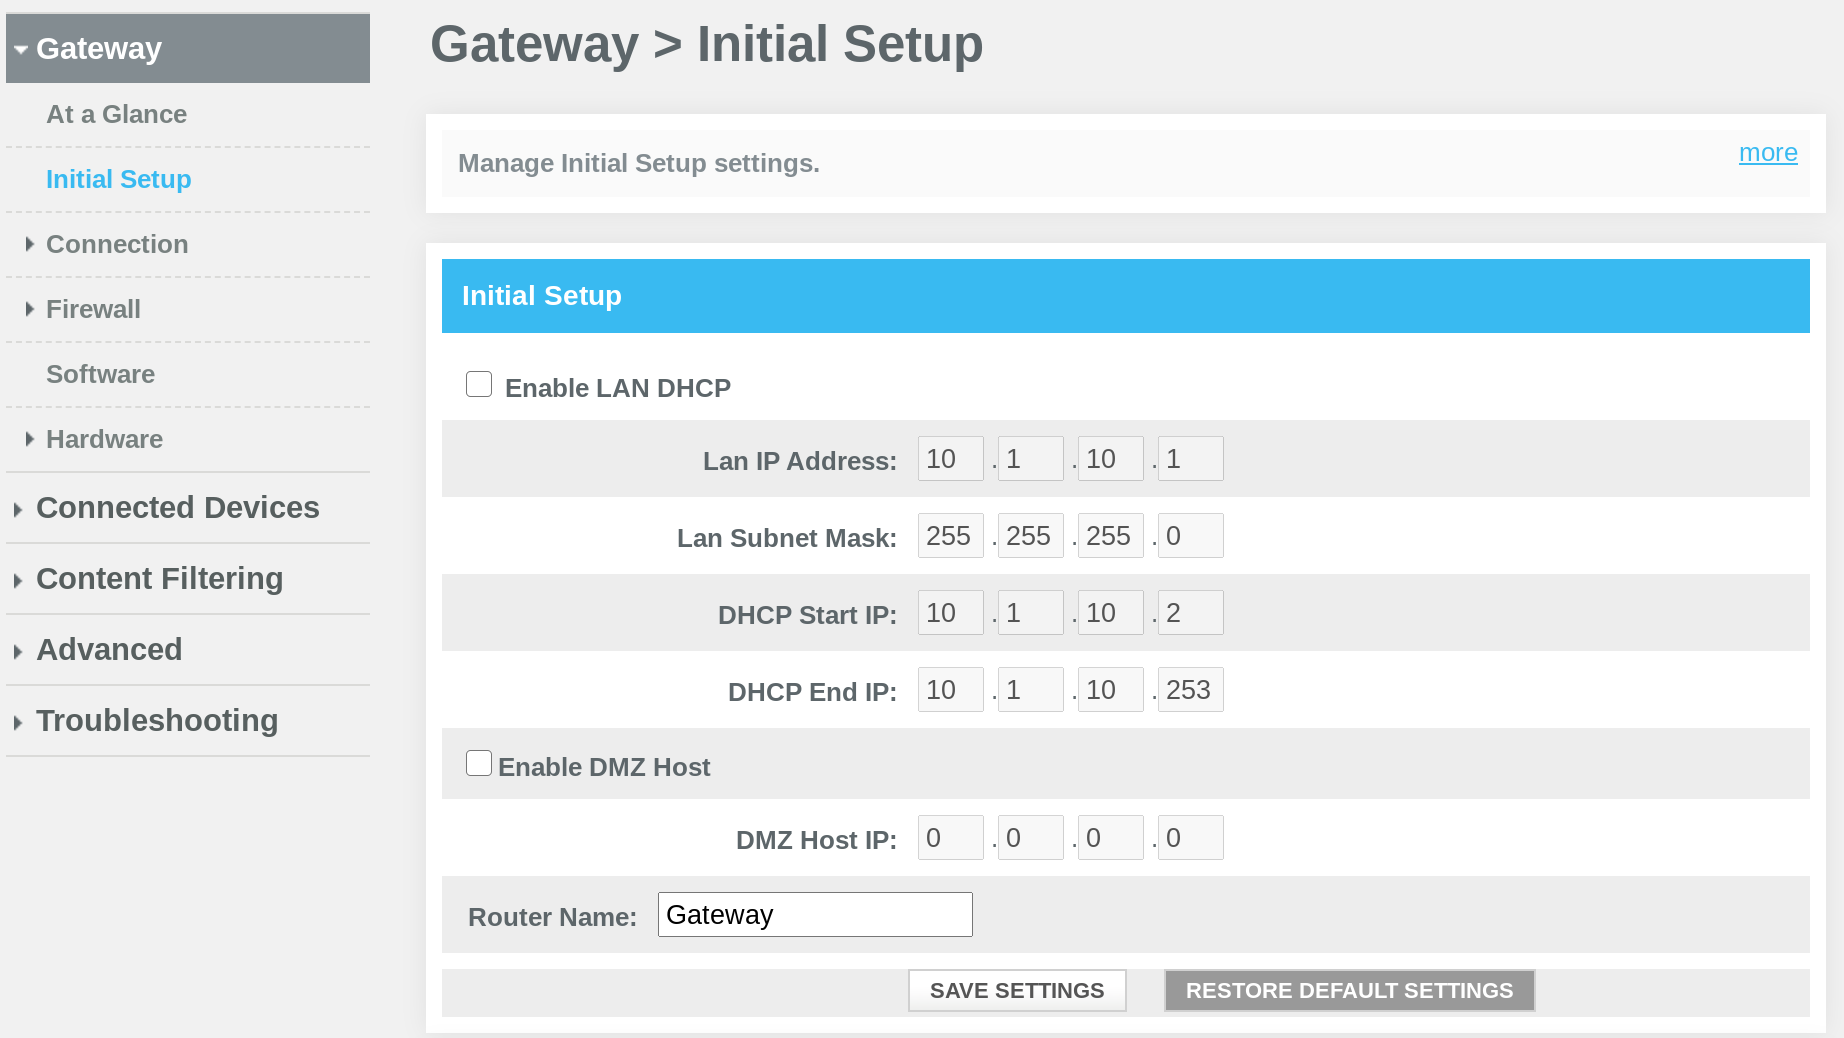 Gateway
At a Glance
Initial Setup
Connection
Firewall
Software
Hardware
Connected Devices
Content Filtering
Advanced
Troubleshooting
Gateway > Initial Setup
Manage Initial Setup settings.
more
Initial Setup
Enable LAN DHCP
Lan IP Address: 10 . 1 . 10 . 1
Lan Subnet Mask: 255 . 255 . 255 . 0
DHCP Start IP: 10 . 1 . 10 . 2
DHCP End IP: 10 . 1 . 10 . 253
Enable DMZ Host
DMZ Host IP: 0 . 0 . 0 . 0
Router Name: Gateway
SAVE SETTINGS RESTORE DEFAULT SETTINGS